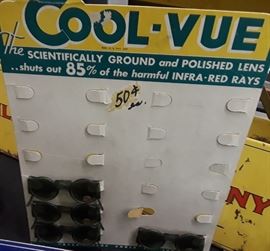 COOL-VUE
The SCIENTIFICALLY GROUND and POLISHED LENS
..shuts out 85% of the harmful INFRA-RED RAYS
50¢
ea.
NY